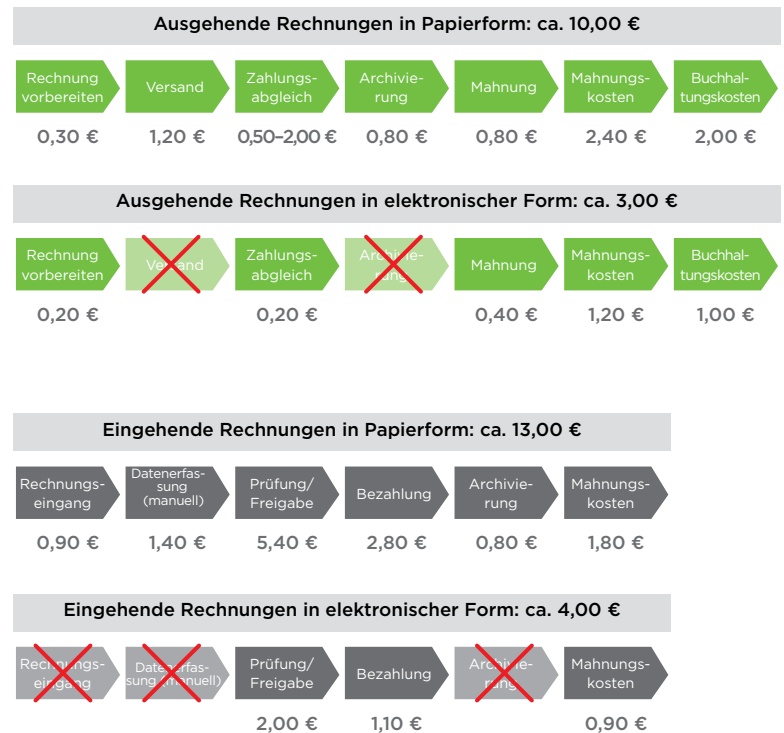 Ausgehende Rechnungen in Papierform: ca. 10,00 €
Rechnung
vorbereiten
Versand
Zahlungs-
abgleich
Archivie-
rung
Mahnung
Mahnungs-
kosten
Buchhal-
tungskosten
0,30 €
1,20 €
0,50–2,00 €
0,80 €
0,80 €
2,40 €
2,00 €
Ausgehende Rechnungen in elektronischer Form: ca. 3,00 €
Rechnung
vorbereiten
Versand
Zahlungs-
abgleich
Archivie-
rung
Mahnung
Mahnungs-
kosten
Buchhal-
tungskosten
0,20 €
0,20 €
0,40 €
1,20 €
1,00 €
Eingehende Rechnungen in Papierform: ca. 13,00 €
Rechnungs-
eingang
Datenerfas-
sung
(manuell)
Prüfung/
Freigabe
Bezahlung
Archivie-
rung
Mahnungs-
kosten
0,90 €
1,40 €
5,40 €
2,80 €
0,80 €
1,80 €
Eingehende Rechnungen in elektronischer Form: ca. 4,00 €
Rechnungs-
eingang
Datenerfas-
sung (manuell)
Prüfung/
Freigabe
Bezahlung
Archivie-
rung
Mahnungs-
kosten
2,00 €
1,10 €
0,90 €